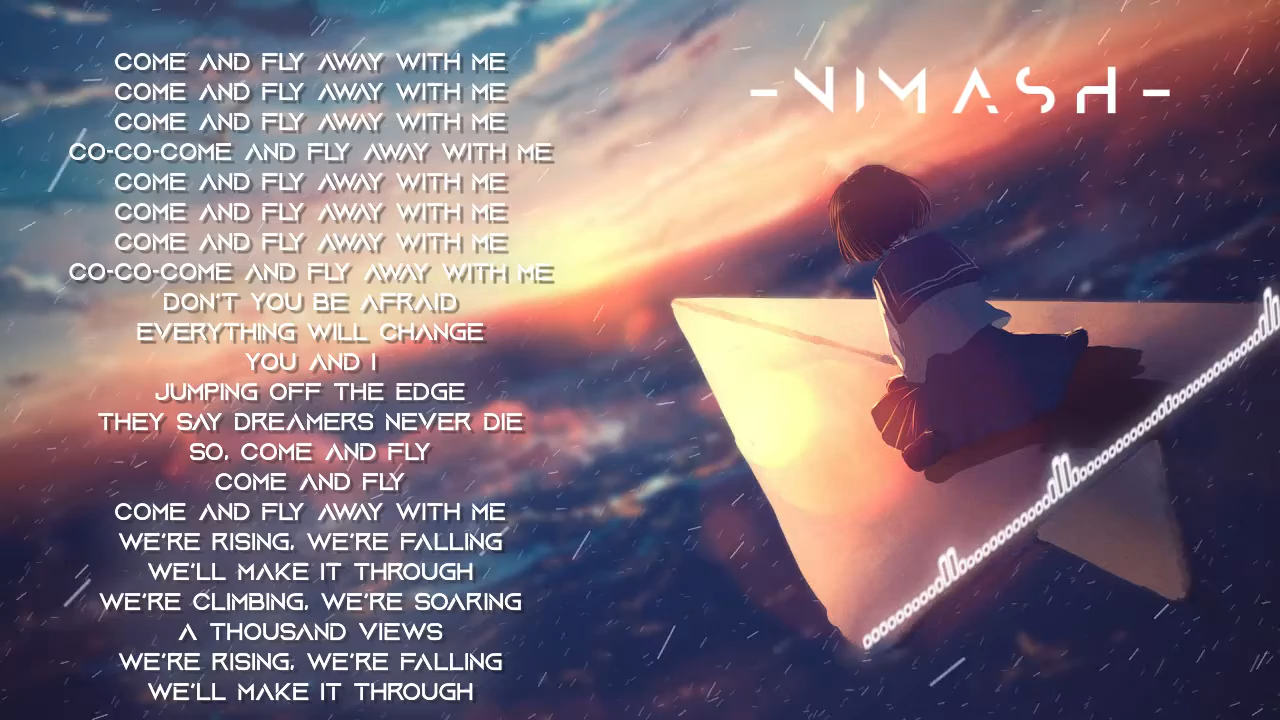 COME AND FLY AWAY WITH ME
COME AND FLY AWAY WITH ME
COME AND FLY AWAY WITH ME
CO-CO-COME AND FLY AWAY WITH ME
COME AND FLY AWAY WITH ME
COME AND FLY AWAY WITH ME
COME AND FLY AWAY WITH ME
CO-CO-COME AND FLY AWAY WITH ME
DON'T YOU BE AFRAID
EVERYTHING WILL CHANGE
YOU AND I
JUMPING OFF THE EDGE
THEY SAY DREAMERS NEVER DIE
SO, COME AND FLY
COME AND FLY
COME AND FLY AWAY WITH ME
WE'RE RISING, WE'RE FALLING
WE'LL MAKE IT THROUGH
WE'RE CLIMBING, WE'RE SOARING
A THOUSAND VIEWS
WE'RE RISING, WE'RE FALLING
WE'LL MAKE IT THROUGH
-NIMASH-